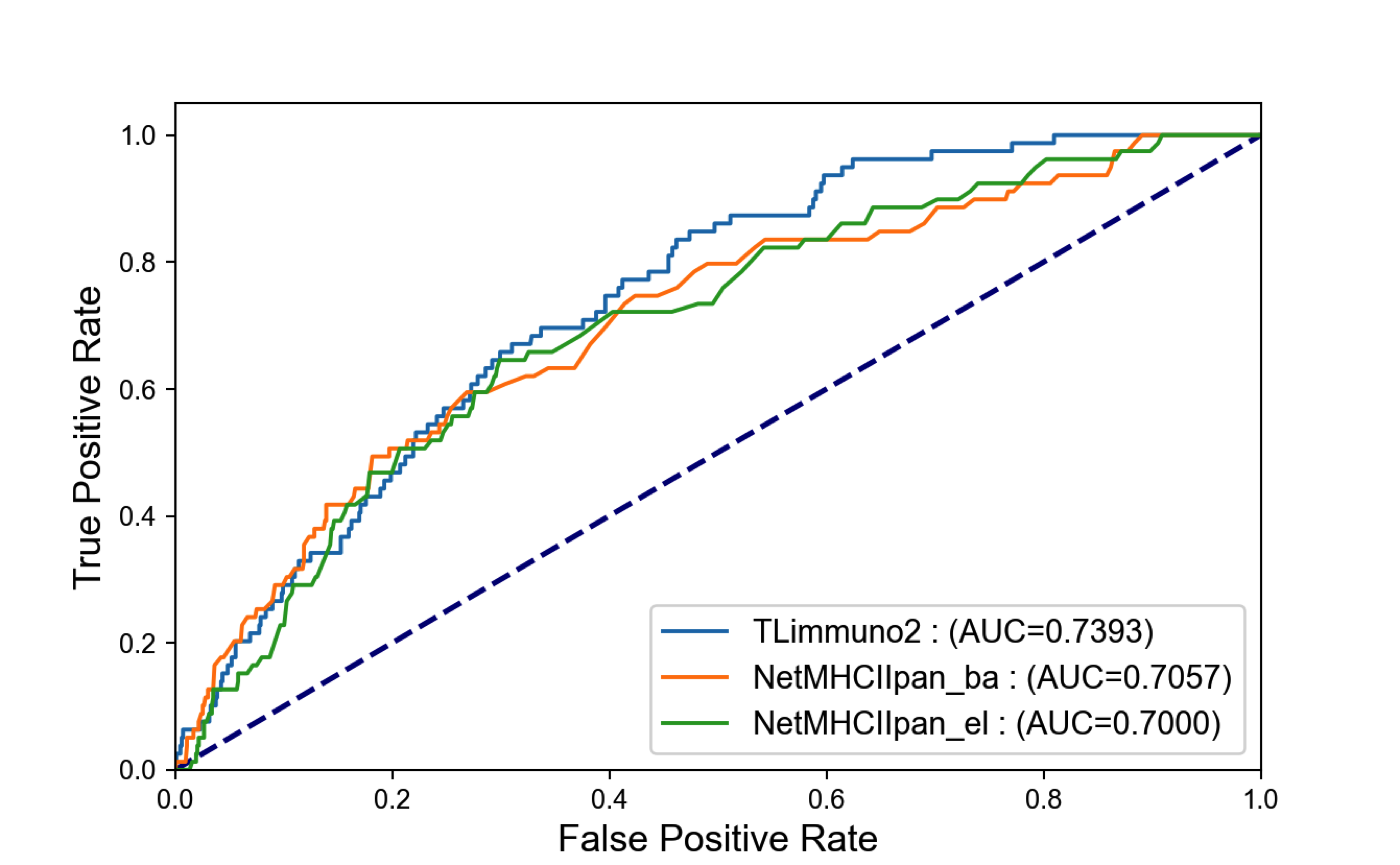 1.0
0.8
0.6
0.4
0.2
0.0
True Positive Rate
TLimmuno2 : (AUC=0.7393)
NetMHCIIpan_ba : (AUC=0.7057)
NetMHCIIpan_el : (AUC=0.7000)
0.0 0.2 0.4 0.6 0.8 1.0
False Positive Rate